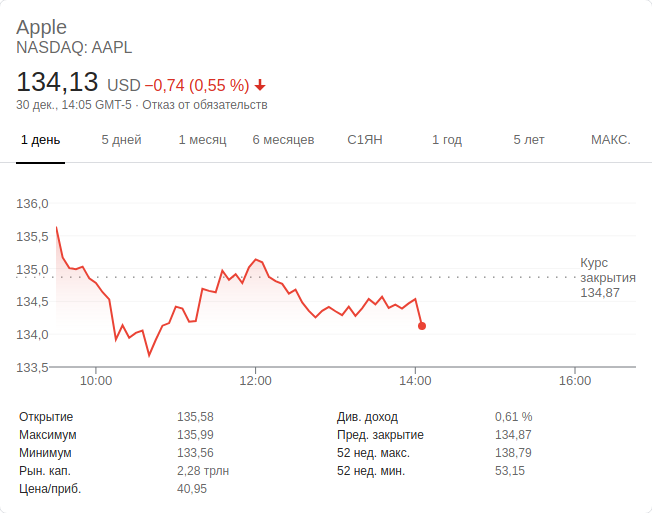 Apple
NASDAQ: AAPL
134,13 USD −0,74 (0,55 %)
30 дек., 14:05 GMT-5 · Отказ от обязательств
1 день 5 дней 1 месяц 6 месяцев С1ЯН 1 год 5 лет МАКС.
136,0
135,5
135,0
134,5
134,0
133,5
Курс
закрытия
134,87
10:00 12:00 14:00 16:00
Открытие 135,58 Див. доход 0,61 %
Максимум 135,99 Пред. закрытие 134,87
Минимум 133,56 52 нед. макс. 138,79
Рын. кап. 2,28 трлн 52 нед. мин. 53,15
Цена/приб. 40,95